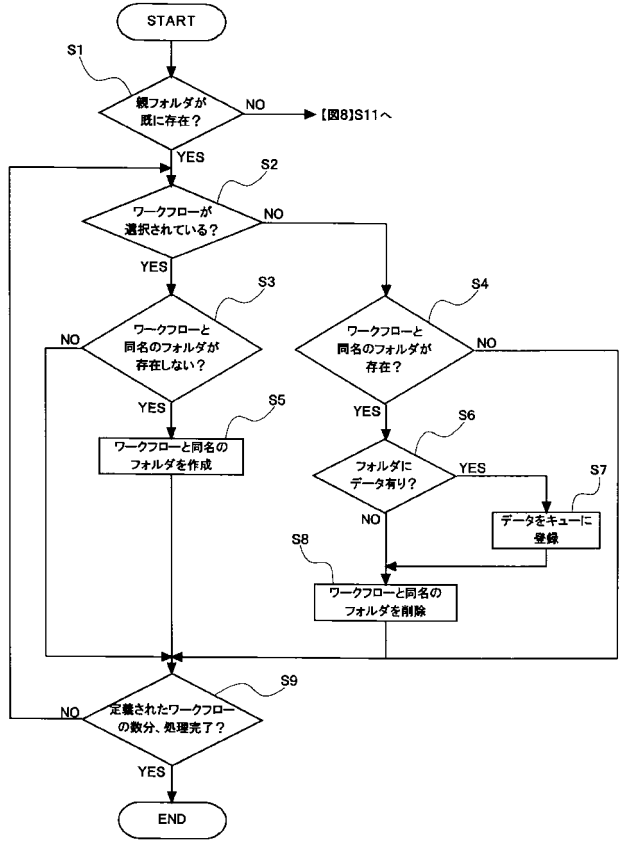 START
S1
親フォルダが
既に存在?
NO
【図8】S11へ
YES
S2
ワークフローが
選択されている?
NO
YES
S3
ワークフローと
同名のフォルダが
存在しない?
NO
YES
S4
ワークフローと
同名のフォルダが
存在?
NO
YES
S5
ワークフローと同名の
フォルダを作成
S6
フォルダに
データ有り?
YES
NO
S7
データをキューに
登録
S8
ワークフローと同名の
フォルダを削除
S9
定義されたワークフロー
の数分、処理完了?
NO
YES
END